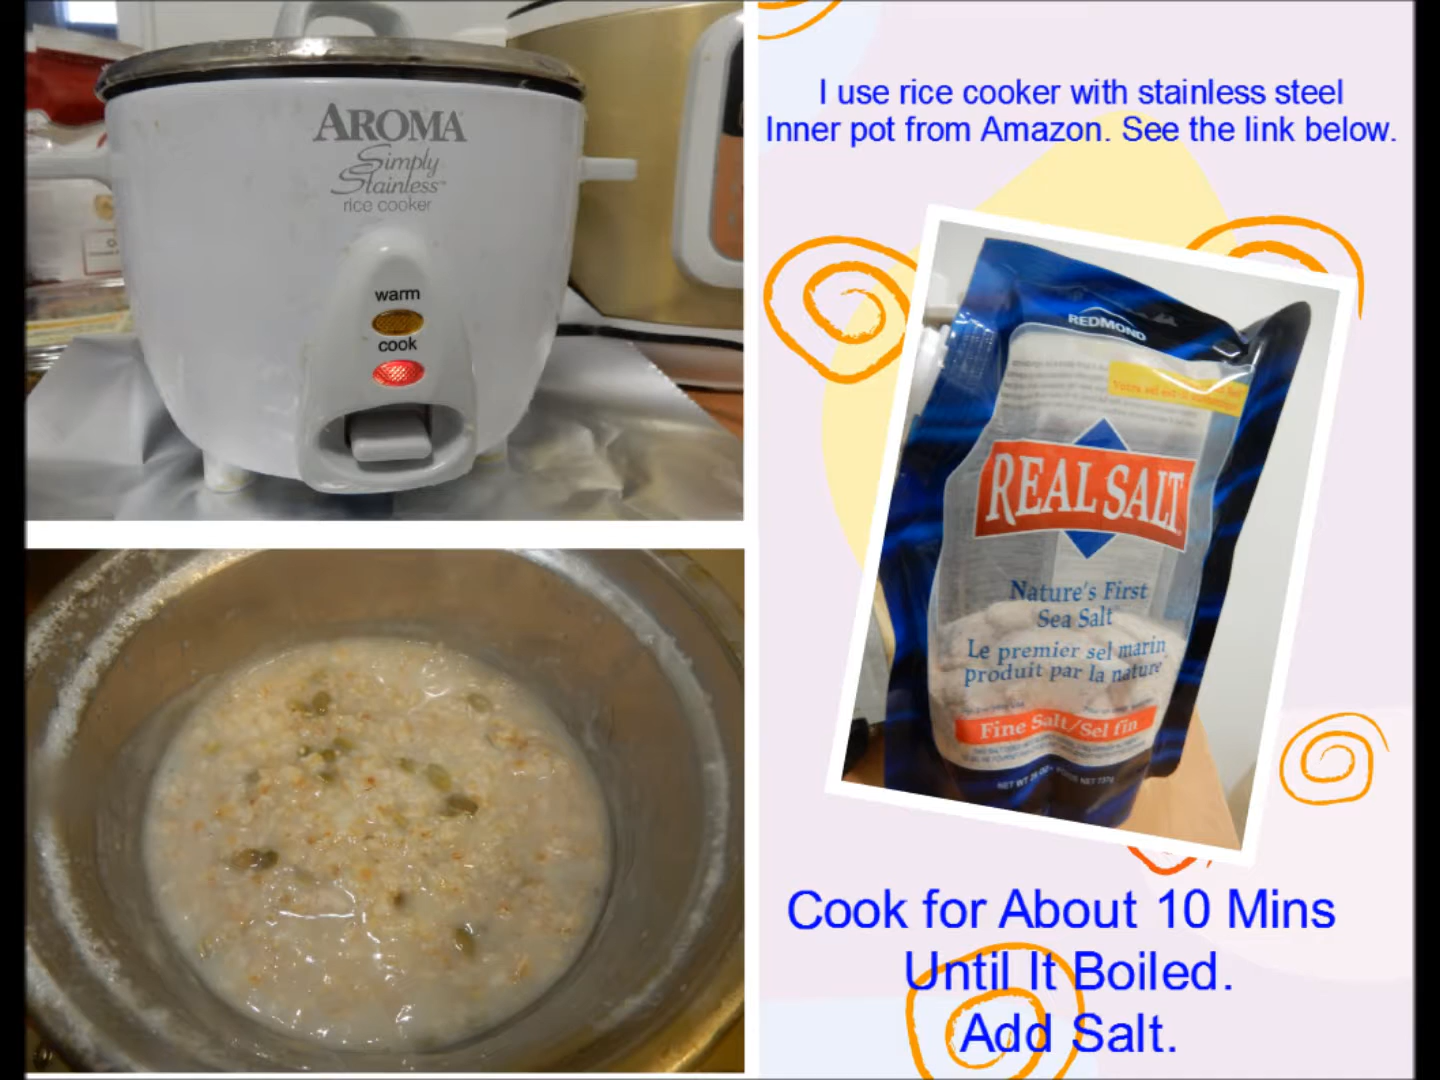 AROMA
Simply
Stainless™
rice cooker
warm
cook
I use rice cooker with stainless steel
Inner pot from Amazon. See the link below.
REDMOND
REAL SALT
Nature's First
Sea Salt
Le premier sel marin
produit par la nature
Fine Salt/Sel fin
Cook for About 10 Mins
Until It Boiled.
Add Salt.